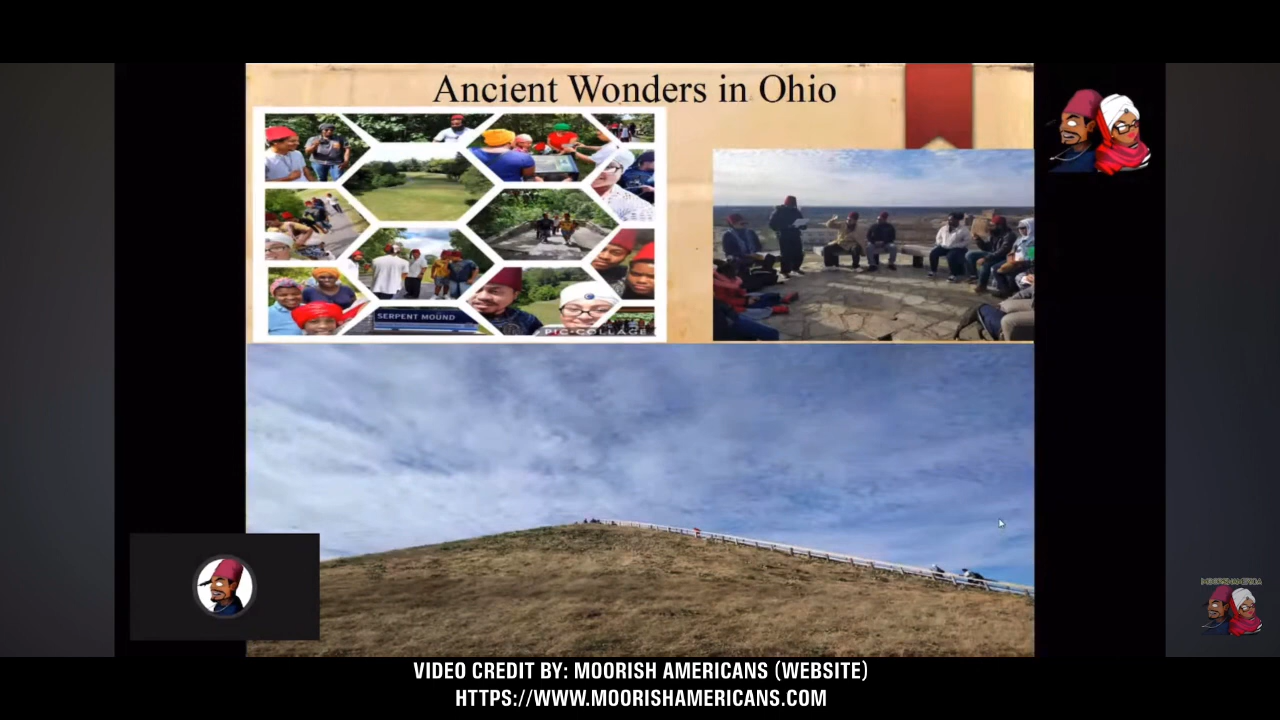 Ancient Wonders in Ohio
SERPENT MOUND
PIC•COLLAGE
VIDEO CREDIT BY: MOORISH AMERICANS (WEBSITE)
HTTPS://WWW.MOORISHAMERICANS.COM